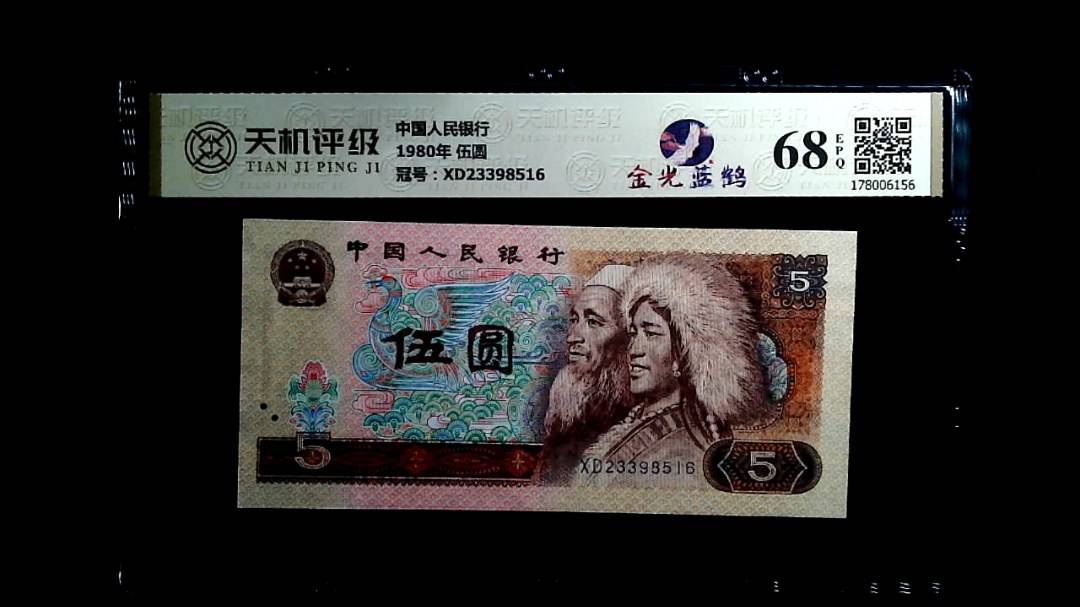 天机评级
TIAN JI PING JI
中国人民银行
1980年 伍圆
冠号：XD23398516
金光蓝鹤
68
EPQ
178006156
中国人民银行
5
伍圆
5
XD23398516
5